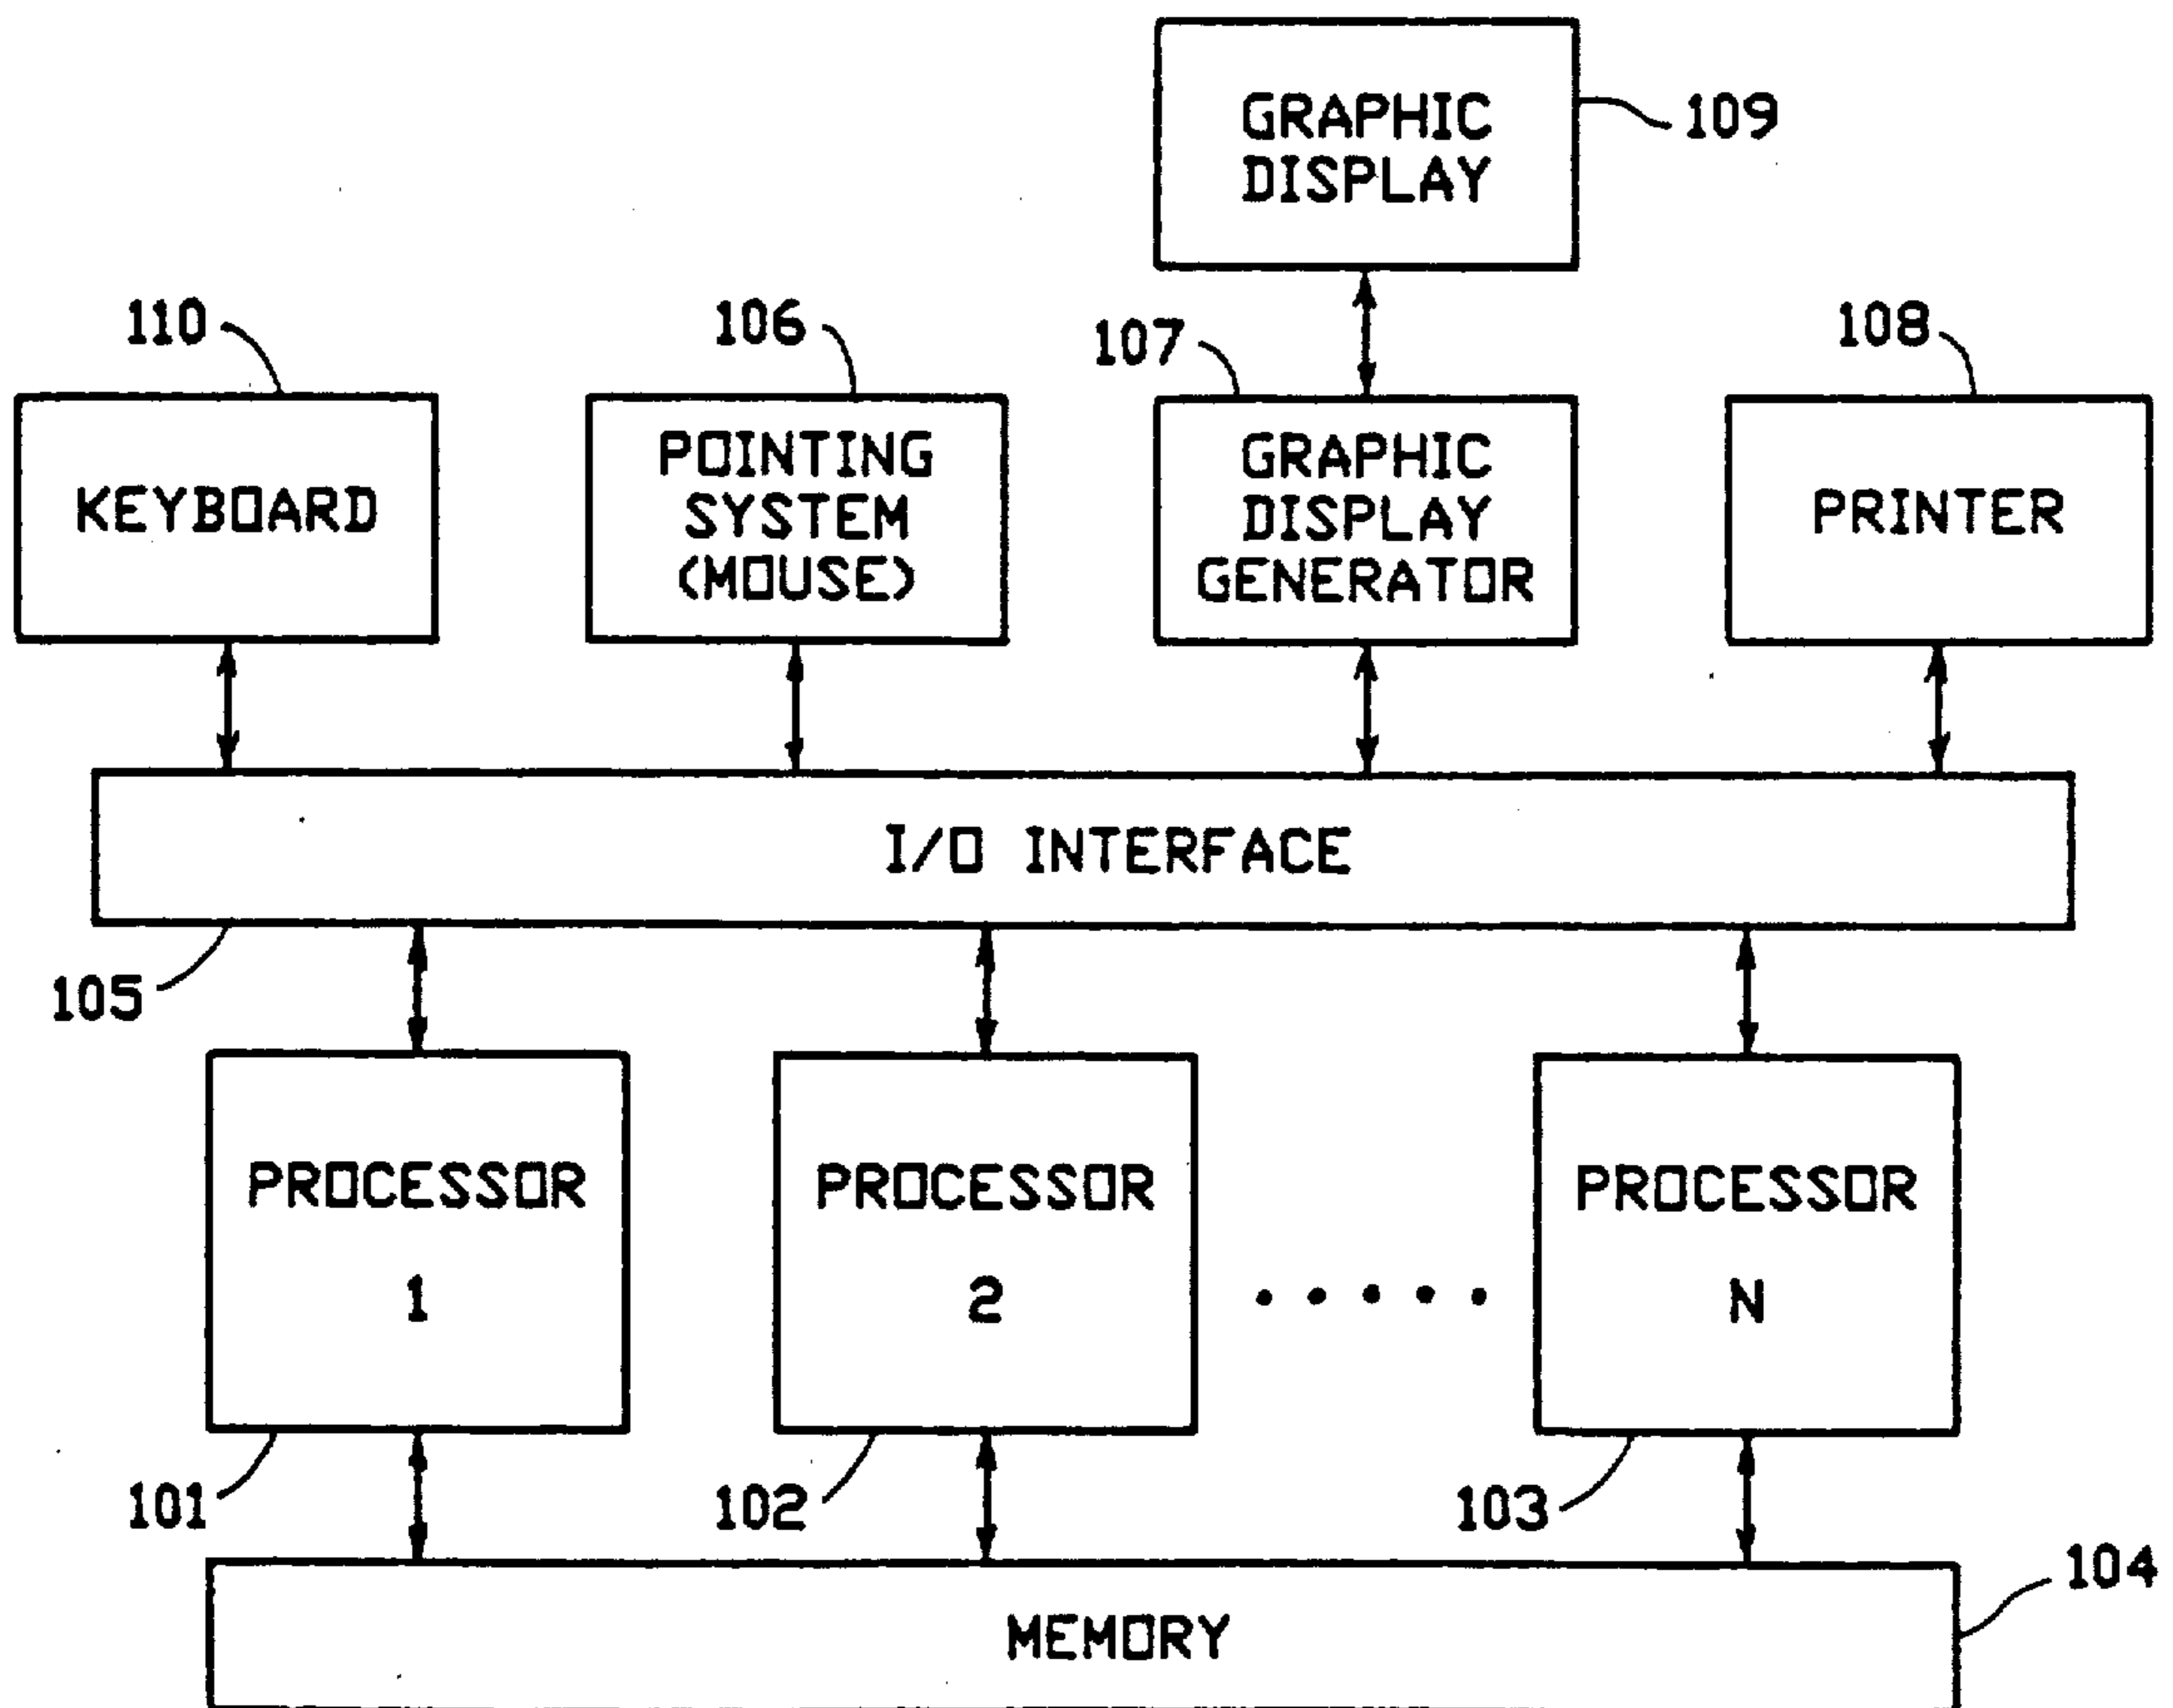 GRAPHIC
DISPLAY
109
110
106
107
108
KEYBOARD
POINTING
SYSTEM
(MOUSE)
GRAPHIC
DISPLAY
GENERATOR
PRINTER
I/O INTERFACE
105
PROCESSOR
1
PROCESSOR
2
.....
PROCESSOR
N
101
102
103
104
MEMORY